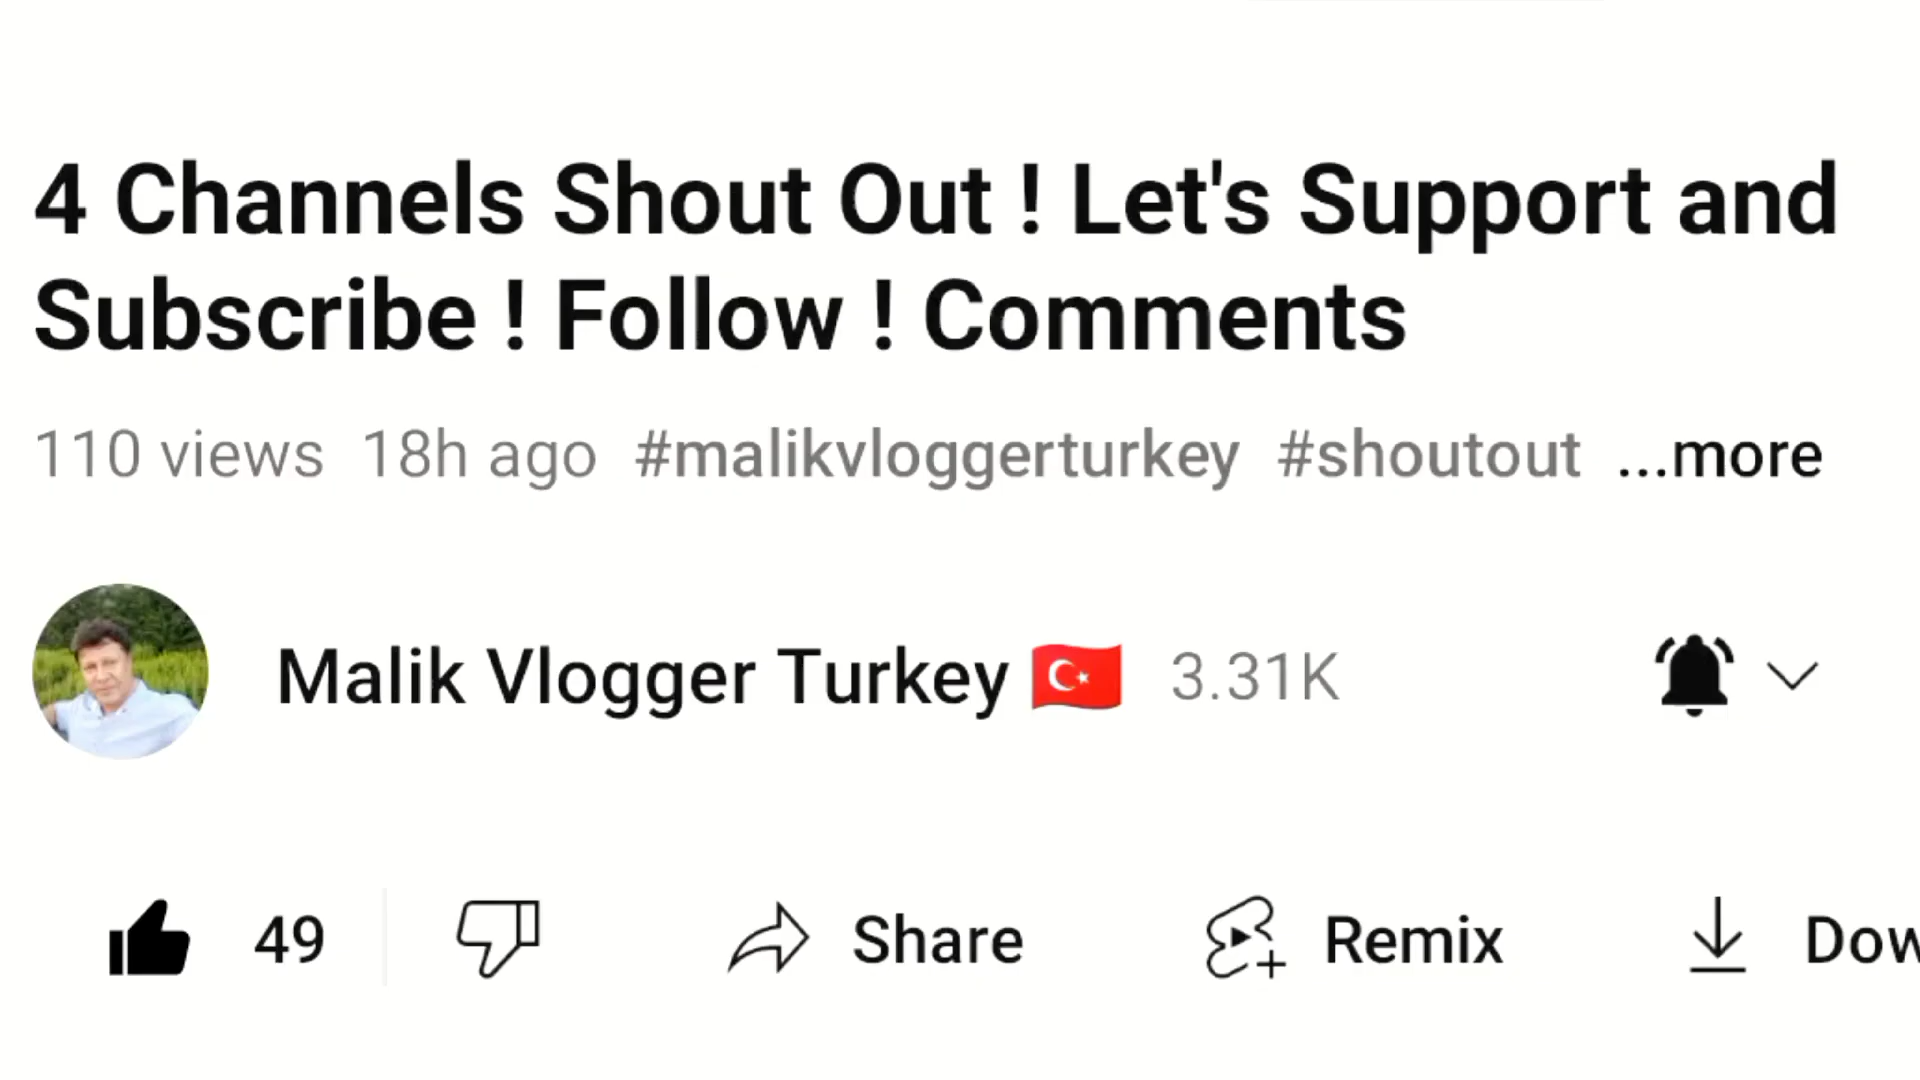 4 Channels Shout Out ! Let's Support and
Subscribe ! Follow ! Comments
110 views 18h ago #malikvloggerturkey #shoutout ...more
Malik Vlogger Turkey 🇹🇷 3.31K
49 Share Remix Dow